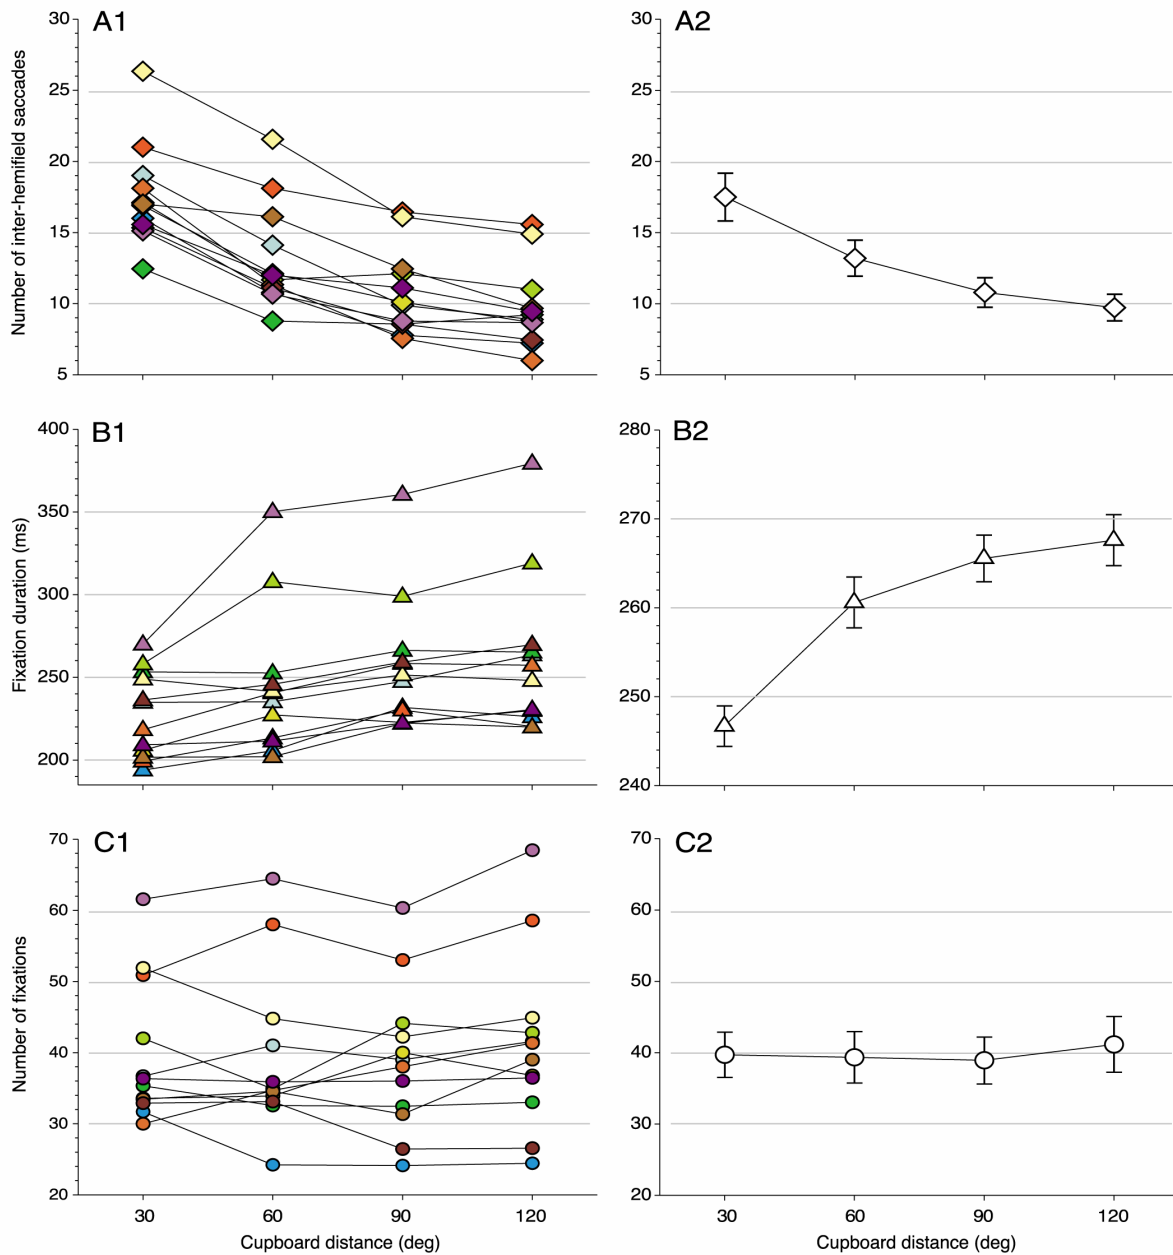 A1
A2
30
25
20
15
10
5
Number of inter-hemifield saccades
30
25
20
15
10
5
B1
B2
400
350
300
250
200
Fixation duration (ms)
280
270
260
250
240
C1
C2
70
60
50
40
30
20
Number of fixations
30 60 90 120
Cupboard distance (deg)
70
60
50
40
30
20
30 60 90 120
Cupboard distance (deg)